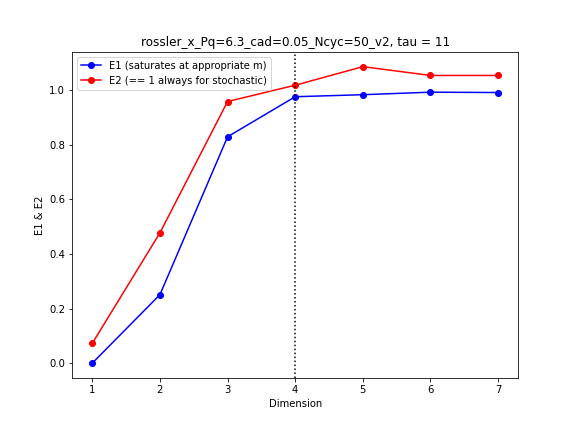 rossler_x_Pq=6.3_cad=0.05_Ncyc=50_v2, tau = 11
E1 (saturates at appropriate m)
E2 (== 1 always for stochastic)
1.0
0.8
0.6
0.4
0.2
0.0
E1 & E2
1 2 3 4 5 6 7
Dimension